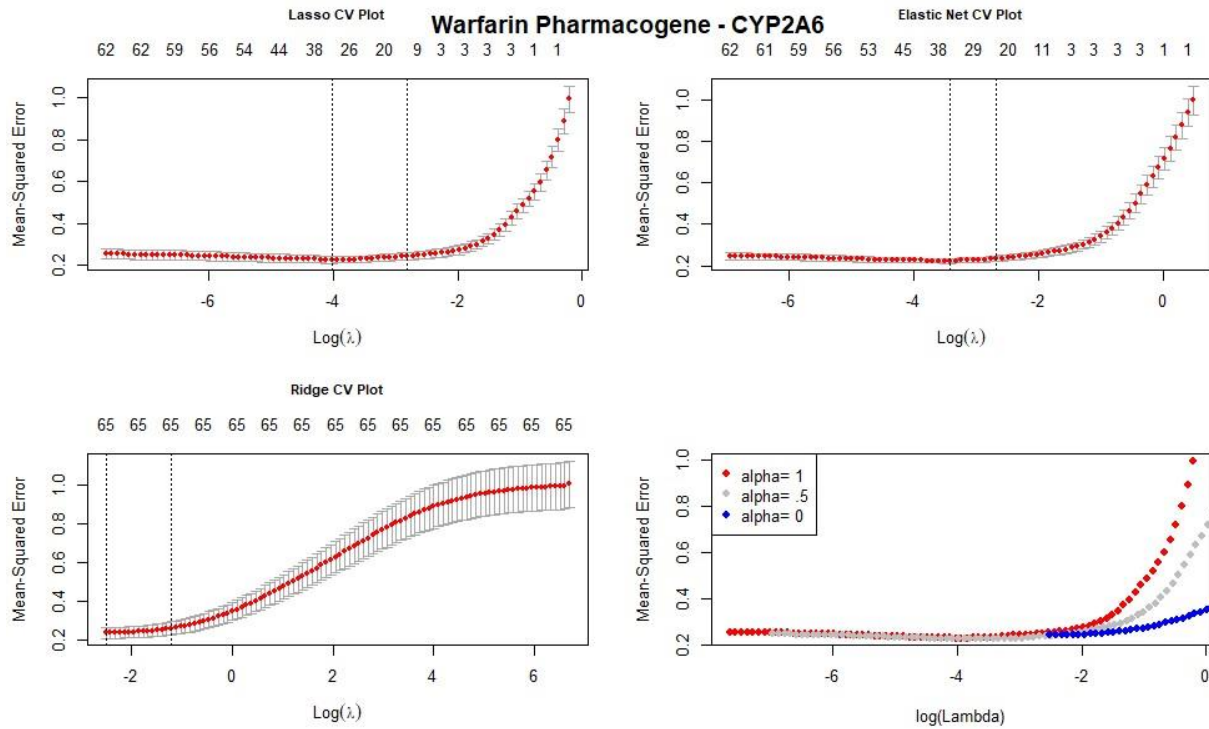 Warfarin Pharmacogene - CYP2A6
Lasso CV Plot
62 62 59 56 54 44 38 26 20 9 3 3 3 1 1
Mean-Squared Error
1.0
0.8
0.6
0.4
0.2
-6 -4 -2 0
Log(λ)
Elastic Net CV Plot
62 61 59 56 53 45 38 29 20 11 3 3 3 1 1
Mean-Squared Error
1.0
0.8
0.6
0.4
0.2
-6 -4 -2 0
Log(λ)
Ridge CV Plot
65 65 65 65 65 65 65 65 65 65 65 65 65 65 65
Mean-Squared Error
1.0
0.8
0.6
0.4
0.2
-2 0 2 4 6
Log(λ)
alpha= 1
alpha= .5
alpha= 0
Mean-Squared Error
1.0
0.8
0.6
0.4
0.2
-6 -4 -2 0
log(Lambda)